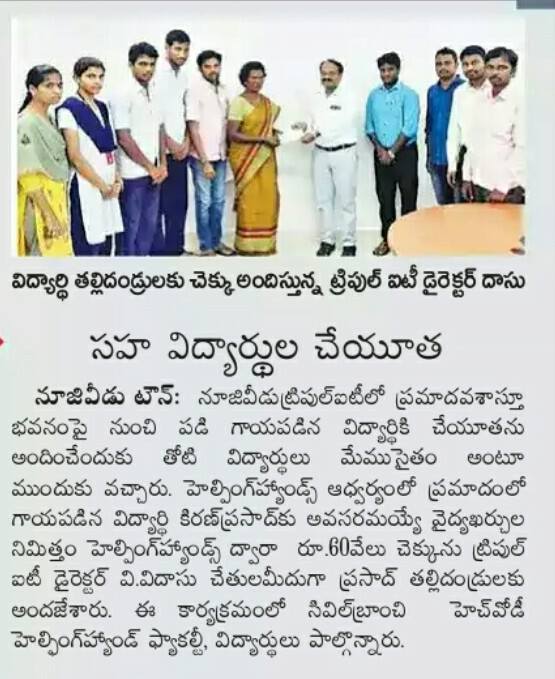 విద్యార్థి తల్లిదండ్రులకు చెక్కు అందిస్తున్న ట్రిపుల్ ఐటీ డైరెక్టర్ దాసు
సహ విద్యార్థుల చేయూత
నూజివీడు టౌన్: నూజివీడుట్రిపుల్ఐటీలో ప్రమాదవశాస్తూ
భవనంపై నుంచి పడి గాయపడిన విద్యార్థికి చేయూతను
అందించేందుకు తోటి విద్యార్థులు మేముసైతం అంటూ
ముందుకు వచ్చారు. హెల్పింగ్‌హ్యాండ్స్ ఆధ్వర్యంలో ప్రమాదంలో
గాయపడిన విద్యార్థి కిరణ్‌ప్రసాద్‌కు అవసరమయ్యే వైద్యఖర్చుల
నిమిత్తం హెల్పింగ్‌హ్యాండ్స్ ద్వారా రూ.60వేలు చెక్కును ట్రిపుల్
ఐటీ డైరెక్టర్ వి.విదాసు చేతులమీదుగా ప్రసాద్ తల్లిదండ్రులకు
అందజేశారు. ఈ కార్యక్రమంలో సివిల్‌బ్రాంచి హెచ్‌వోడీ
హెల్పింగ్‌హ్యాండ్ ఫ్యాకల్టీ, విద్యార్థులు పాల్గొన్నారు.